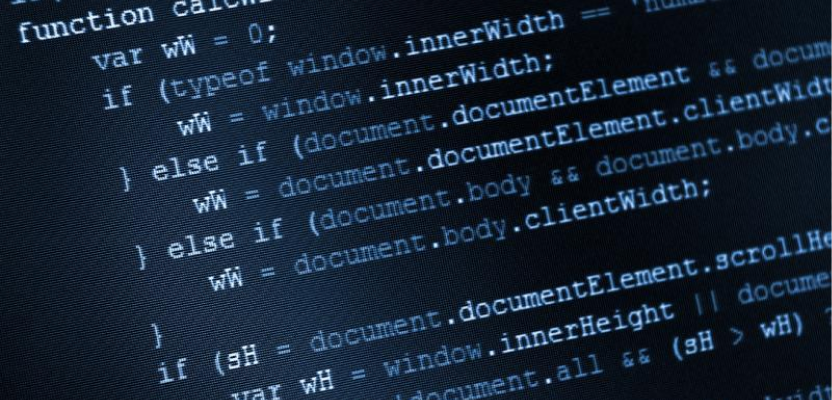 function
var wW = 0;
if (typeof window.innerWidth ==
wW = window.innerWidth;
} else if (document.documentElement && docum
wW = document.documentElement.clientWidt
} else if (document.body && document.body.c
wW = document.body.clientWidth;
}
if (sH = document.documentElement.scrollHe
var wH = window.innerHeight || docume
document.all && (sH > wH)